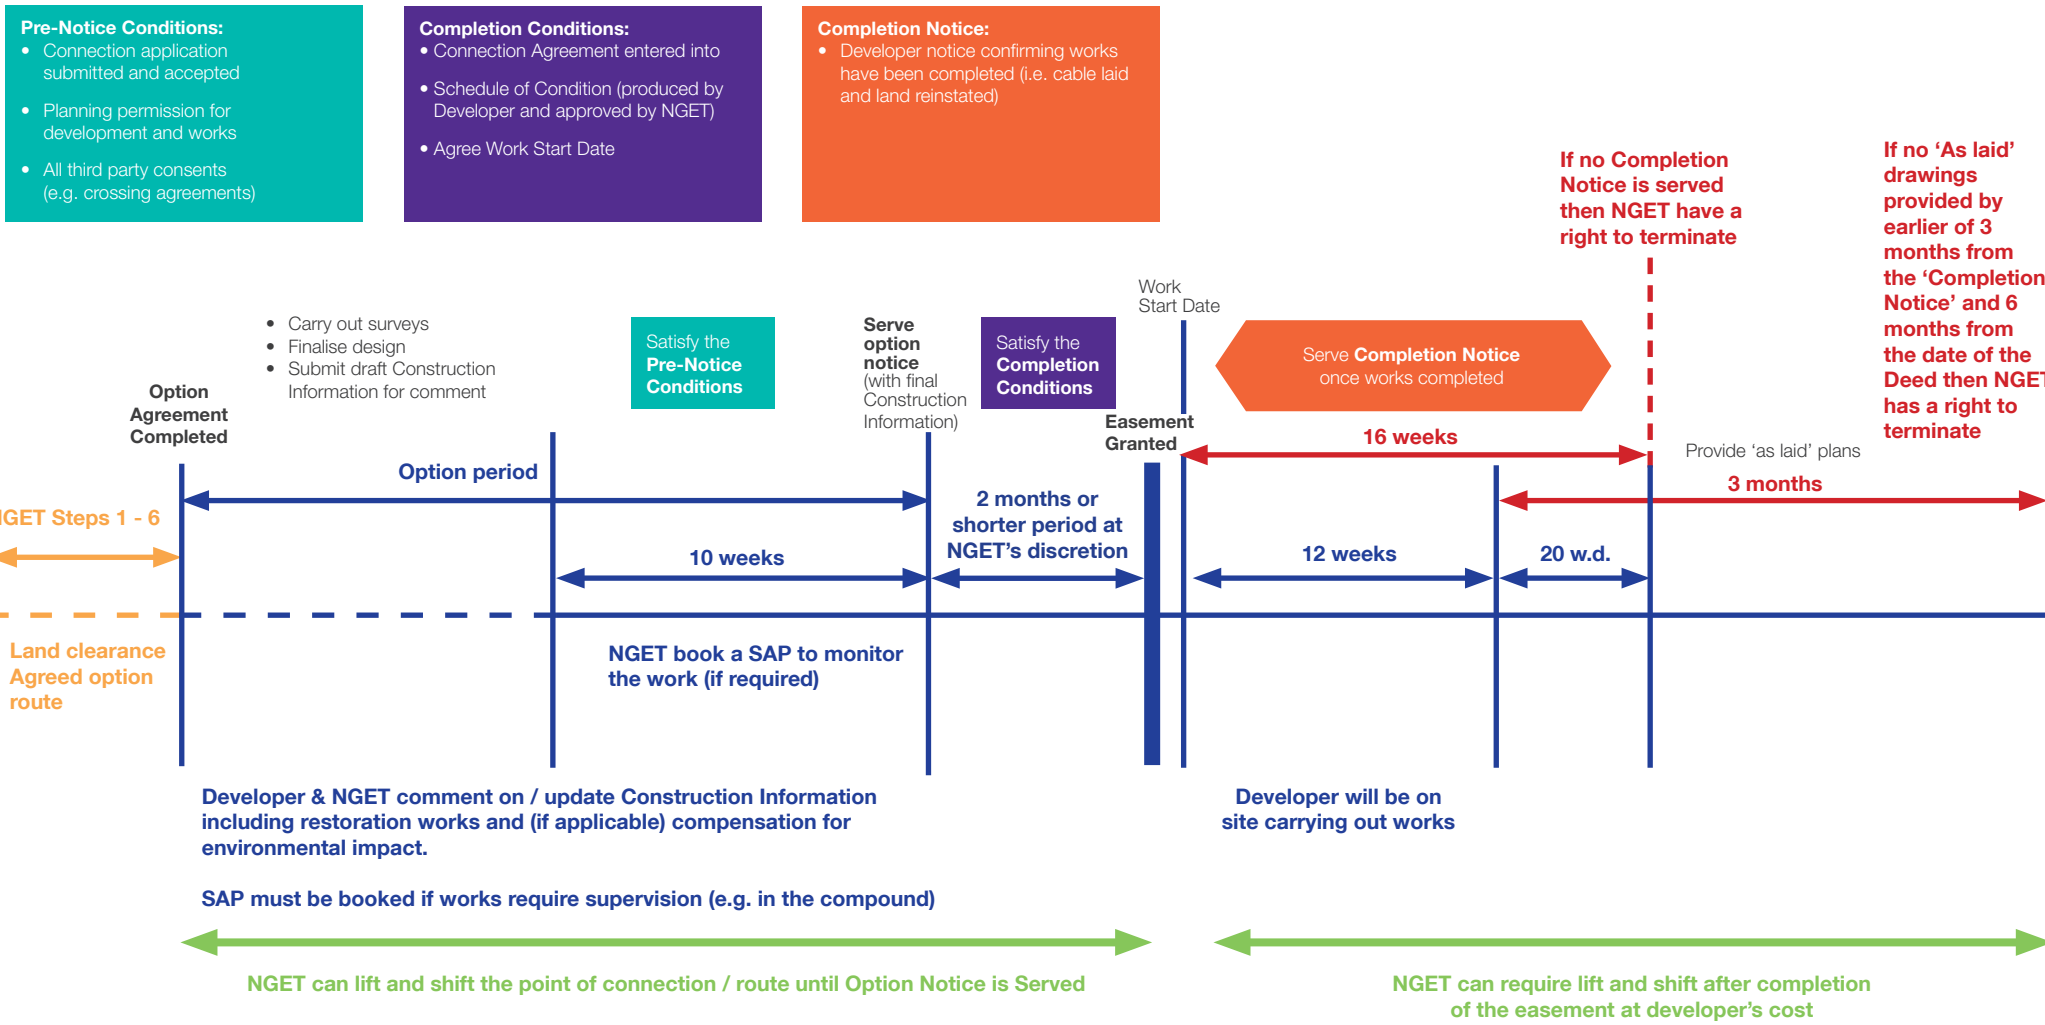 Pre-Notice Conditions:
• Connection application
submitted and accepted
• Planning permission for
development and works
• All third party consents
(e.g. crossing agreements)
Completion Conditions:
• Connection Agreement entered into
• Schedule of Condition (produced by
Developer and approved by NGET)
• Agree Work Start Date
Completion Notice:
• Developer notice confirming works
have been completed (i.e. cable laid
and land reinstated)
If no Completion
Notice is served
then NGET have a
right to terminate
If no ‘As laid’
drawings
provided by
earlier of 3
months from
the ‘Completion
Notice’ and 6
months from
the date of the
Deed then NGET
has a right to
terminate
• Carry out surveys
• Finalise design
• Submit draft Construction
Information for comment
Option
Agreement
Completed
Satisfy the
Pre-Notice
Conditions
Serve
option
notice
(with final
Construction
Information)
Satisfy the
Completion
Conditions
Work
Start Date
Easement
Granted
Serve Completion Notice
once works completed
16 weeks
Provide ‘as laid’ plans
3 months
Option period
NGET Steps 1 - 6
10 weeks
2 months or
shorter period at
NGET’s discretion
12 weeks
20 w.d.
Land clearance
Agreed option
route
NGET book a SAP to monitor
the work (if required)
Developer & NGET comment on / update Construction Information
including restoration works and (if applicable) compensation for
environmental impact.
SAP must be booked if works require supervision (e.g. in the compound)
Developer will be on
site carrying out works
NGET can lift and shift the point of connection / route until Option Notice is Served
NGET can require lift and shift after completion
of the easement at developer’s cost